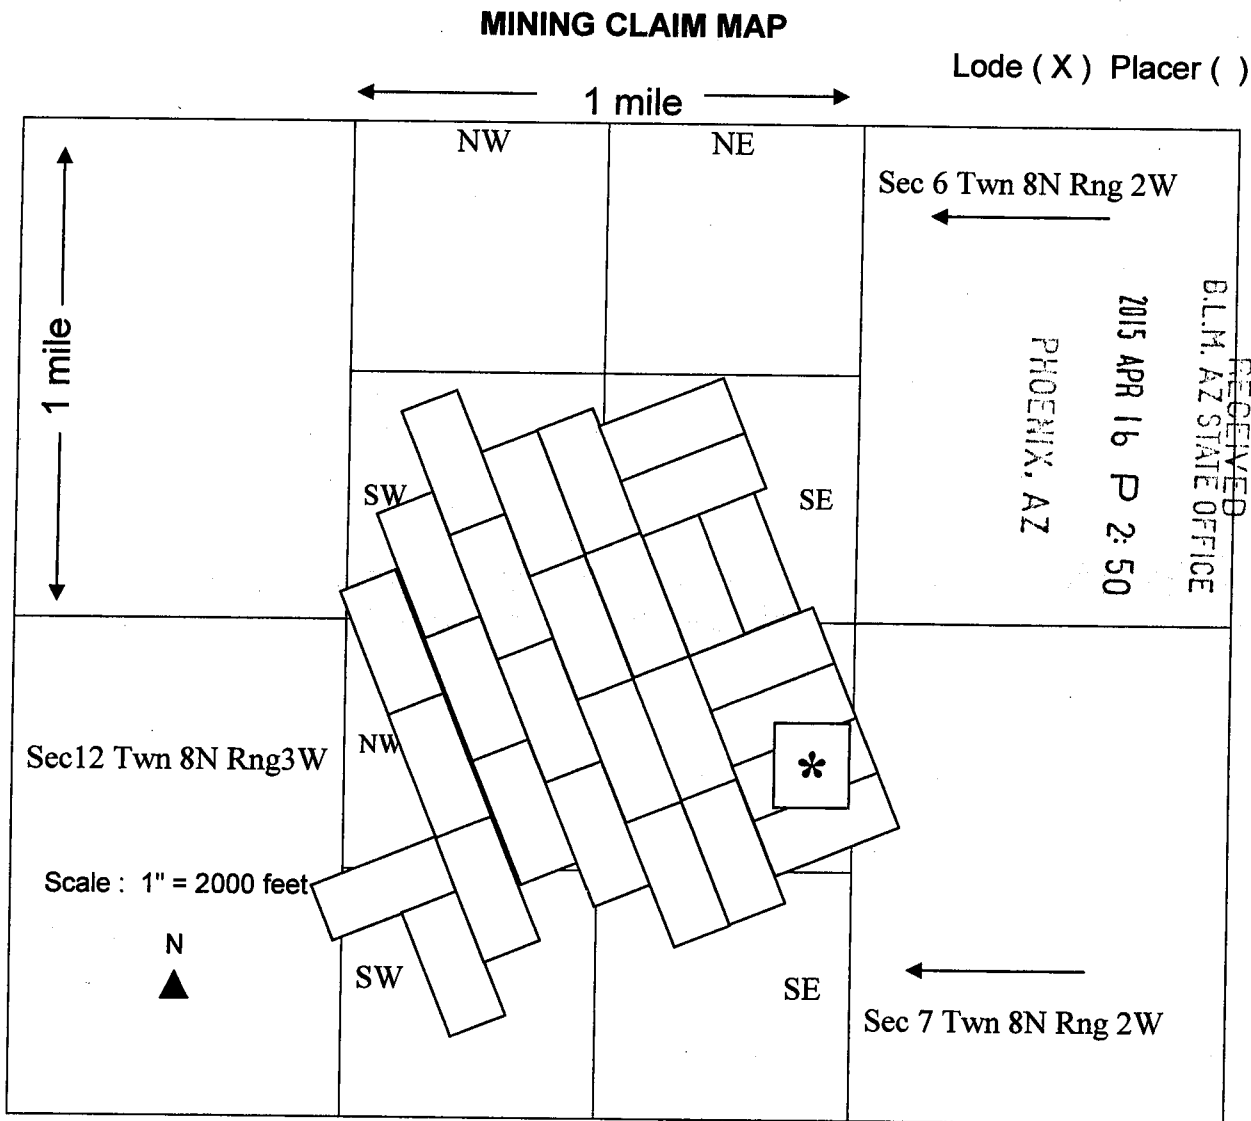 MINING CLAIM MAP
Lode ( X ) Placer ( )
1 mile
NW
NE
Sec 6 Twn 8N Rng 2W
1 mile
RECEIVED
B.L.M. AZ STATE OFFICE
2015 APR 16 P 2:50
PHOENIX, AZ
SW
SE
NW
Sec12 Twn 8N Rng3W
*
Scale : 1" = 2000 feet
N
SW
SE
Sec 7 Twn 8N Rng 2W